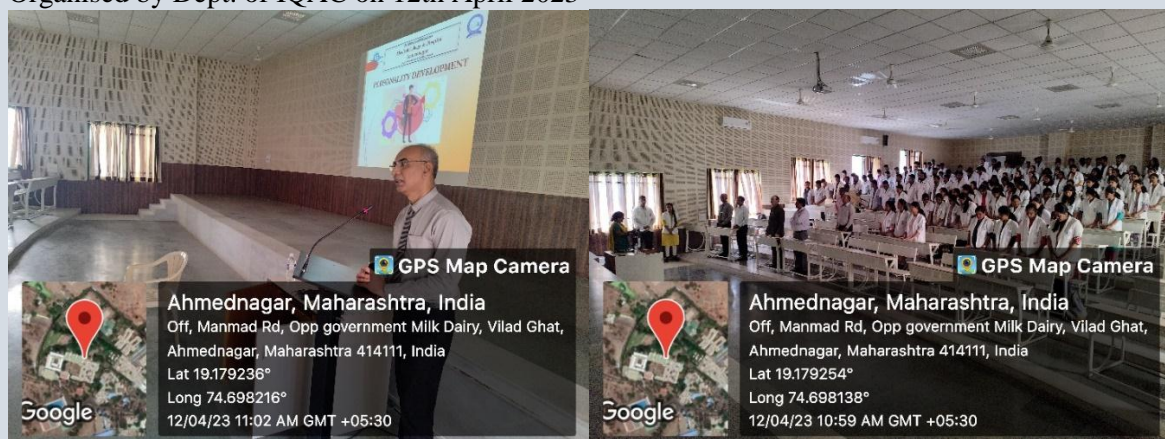 Organised by Dept. of IQAC on 12th April 2023
PERSONALITY DEVELOPMENT
GPS Map Camera
Ahmednagar, Maharashtra, India
Off, Manmad Rd, Opp government Milk Dairy, Vilad Ghat,
Ahmednagar, Maharashtra 414111, India
Lat 19.179236°
Long 74.698216°
12/04/23 11:02 AM GMT +05:30
Google
GPS Map Camera
Ahmednagar, Maharashtra, India
Off, Manmad Rd, Opp government Milk Dairy, Vilad Ghat,
Ahmednagar, Maharashtra 414111, India
Lat 19.179254°
Long 74.698138°
12/04/23 10:59 AM GMT +05:30
Google